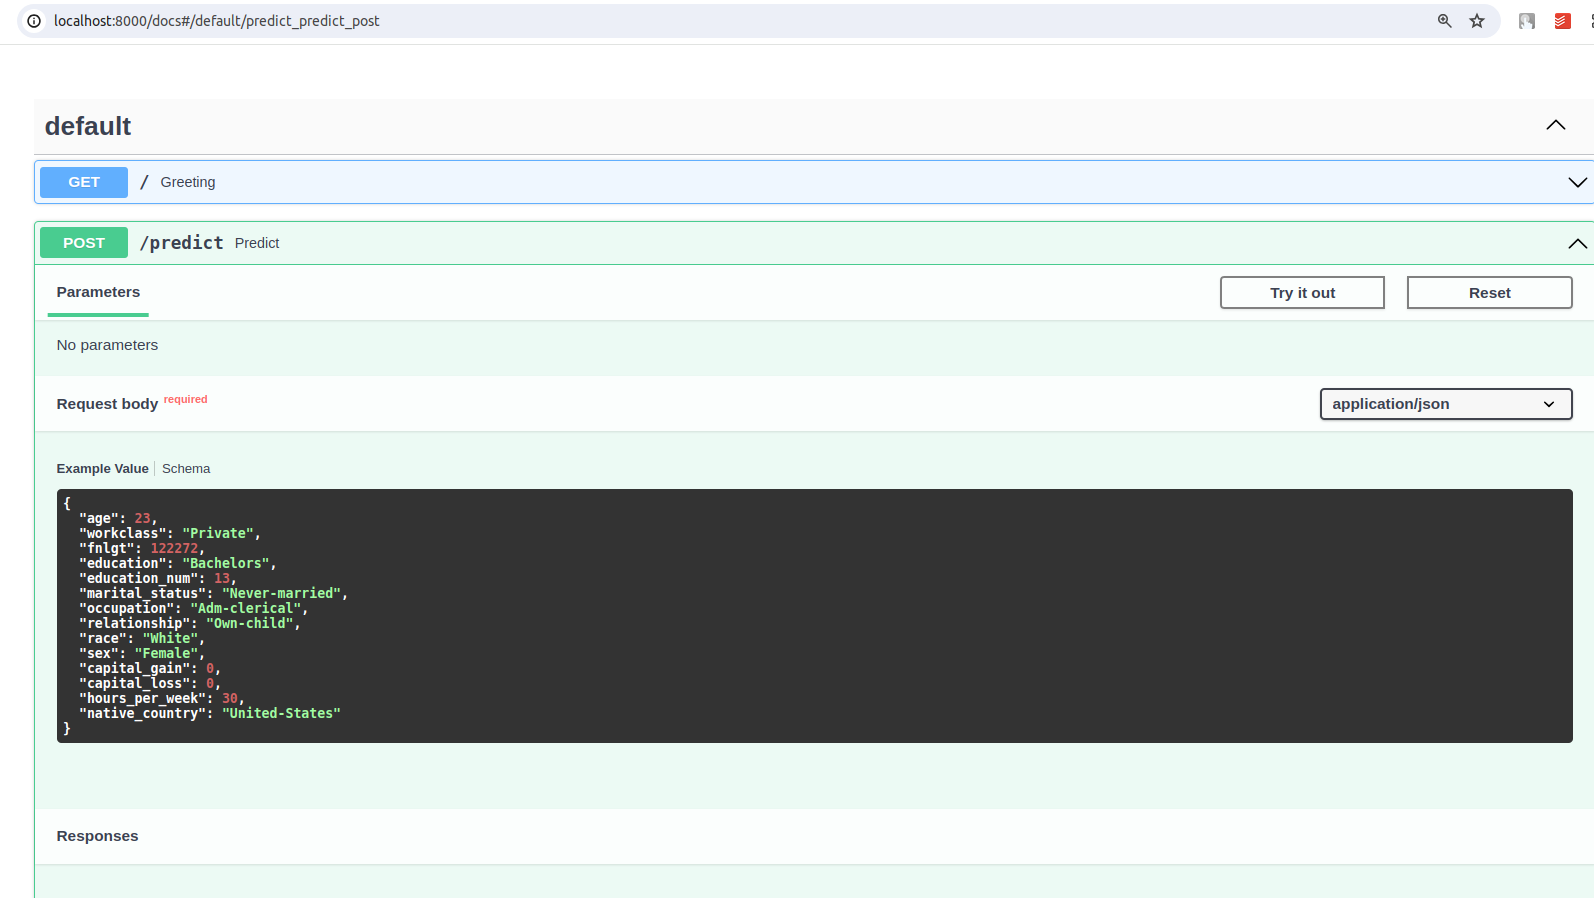 localhost:8000/docs#/default/predict_predict_post
default
GET / Greeting
POST /predict Predict
Parameters
Try it out
Reset
No parameters
Request body required
application/json
Example Value Schema
{
"age": 23,
"workclass": "Private",
"fnlgt": 122272,
"education": "Bachelors",
"education_num": 13,
"marital_status": "Never-married",
"occupation": "Adm-clerical",
"relationship": "Own-child",
"race": "White",
"sex": "Female",
"capital_gain": 0,
"capital_loss": 0,
"hours_per_week": 30,
"native_country": "United-States"
}
Responses